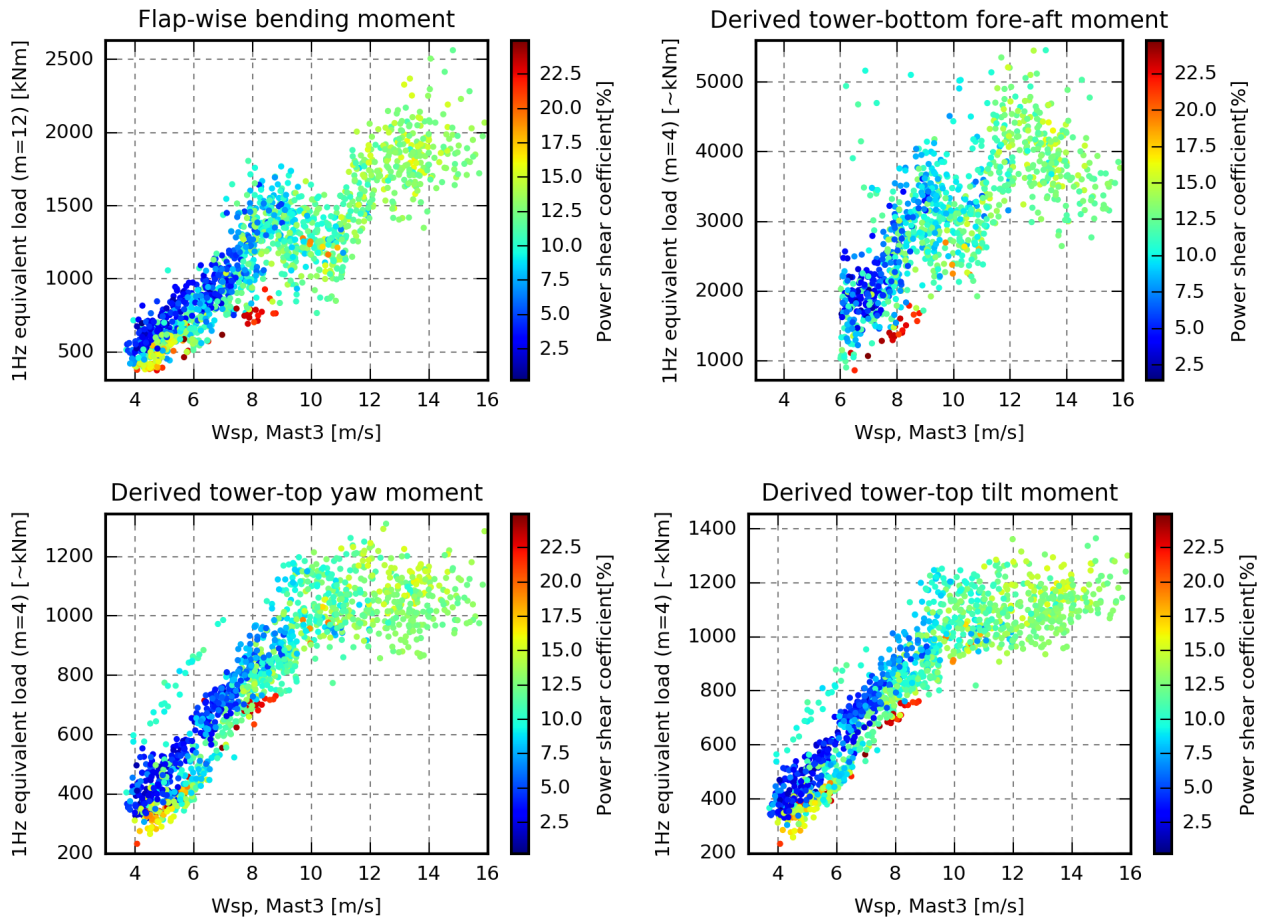 Flap-wise bending moment
1Hz equivalent load (m=12) [kNm]
2500
2000
1500
1000
500
4 6 8 10 12 14 16
Wsp, Mast3 [m/s]
22.5
20.0
17.5
15.0
12.5
10.0
7.5
5.0
2.5
Power shear coefficient[%]
Derived tower-bottom fore-aft moment
1Hz equivalent load (m=4) [~kNm]
5000
4000
3000
2000
1000
4 6 8 10 12 14 16
Wsp, Mast3 [m/s]
22.5
20.0
17.5
15.0
12.5
10.0
7.5
5.0
2.5
Power shear coefficient[%]
Derived tower-top yaw moment
1Hz equivalent load (m=4) [~kNm]
1200
1000
800
600
400
200
4 6 8 10 12 14 16
Wsp, Mast3 [m/s]
22.5
20.0
17.5
15.0
12.5
10.0
7.5
5.0
2.5
Power shear coefficient[%]
Derived tower-top tilt moment
1Hz equivalent load (m=4) [~kNm]
1400
1200
1000
800
600
400
200
4 6 8 10 12 14 16
Wsp, Mast3 [m/s]
22.5
20.0
17.5
15.0
12.5
10.0
7.5
5.0
2.5
Power shear coefficient[%]